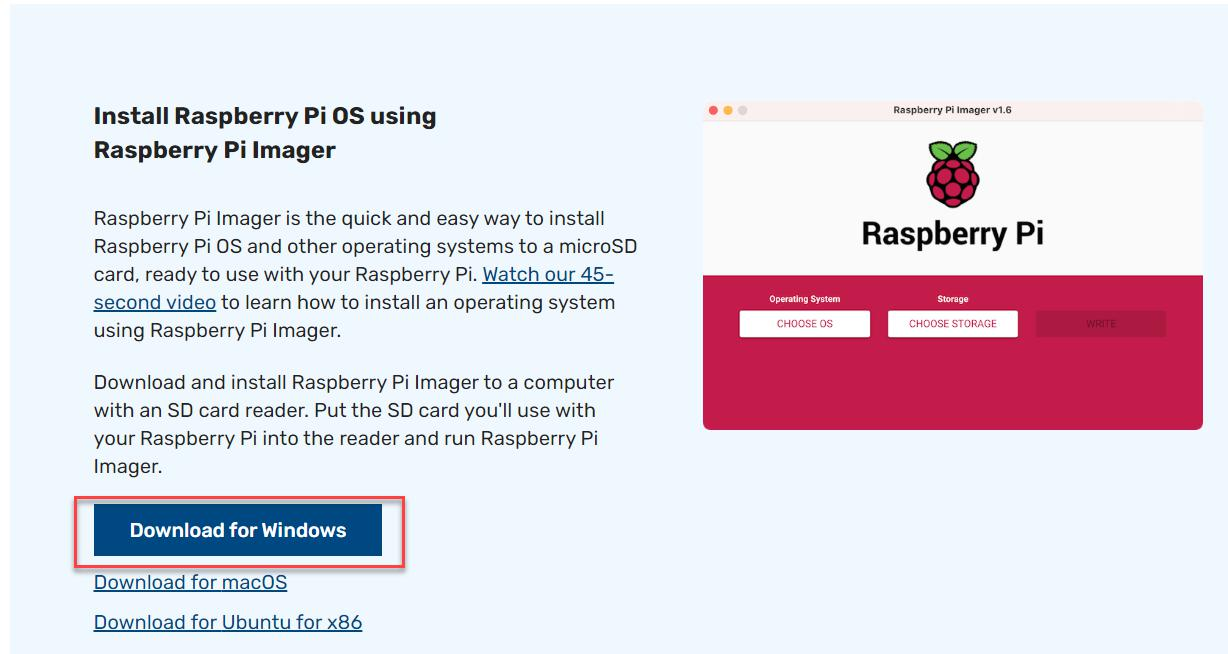 Install Raspberry Pi OS using
Raspberry Pi Imager
Raspberry Pi Imager is the quick and easy way to install
Raspberry Pi OS and other operating systems to a microSD
card, ready to use with your Raspberry Pi. Watch our 45-
second video to learn how to install an operating system
using Raspberry Pi Imager.
Download and install Raspberry Pi Imager to a computer
with an SD card reader. Put the SD card you'll use with
your Raspberry Pi into the reader and run Raspberry Pi
Imager.
Download for Windows
Download for macOS
Download for Ubuntu for x86
Raspberry Pi Imager v1.6
Raspberry Pi
Operating System
Storage
CHOOSE OS
CHOOSE STORAGE
WRITE